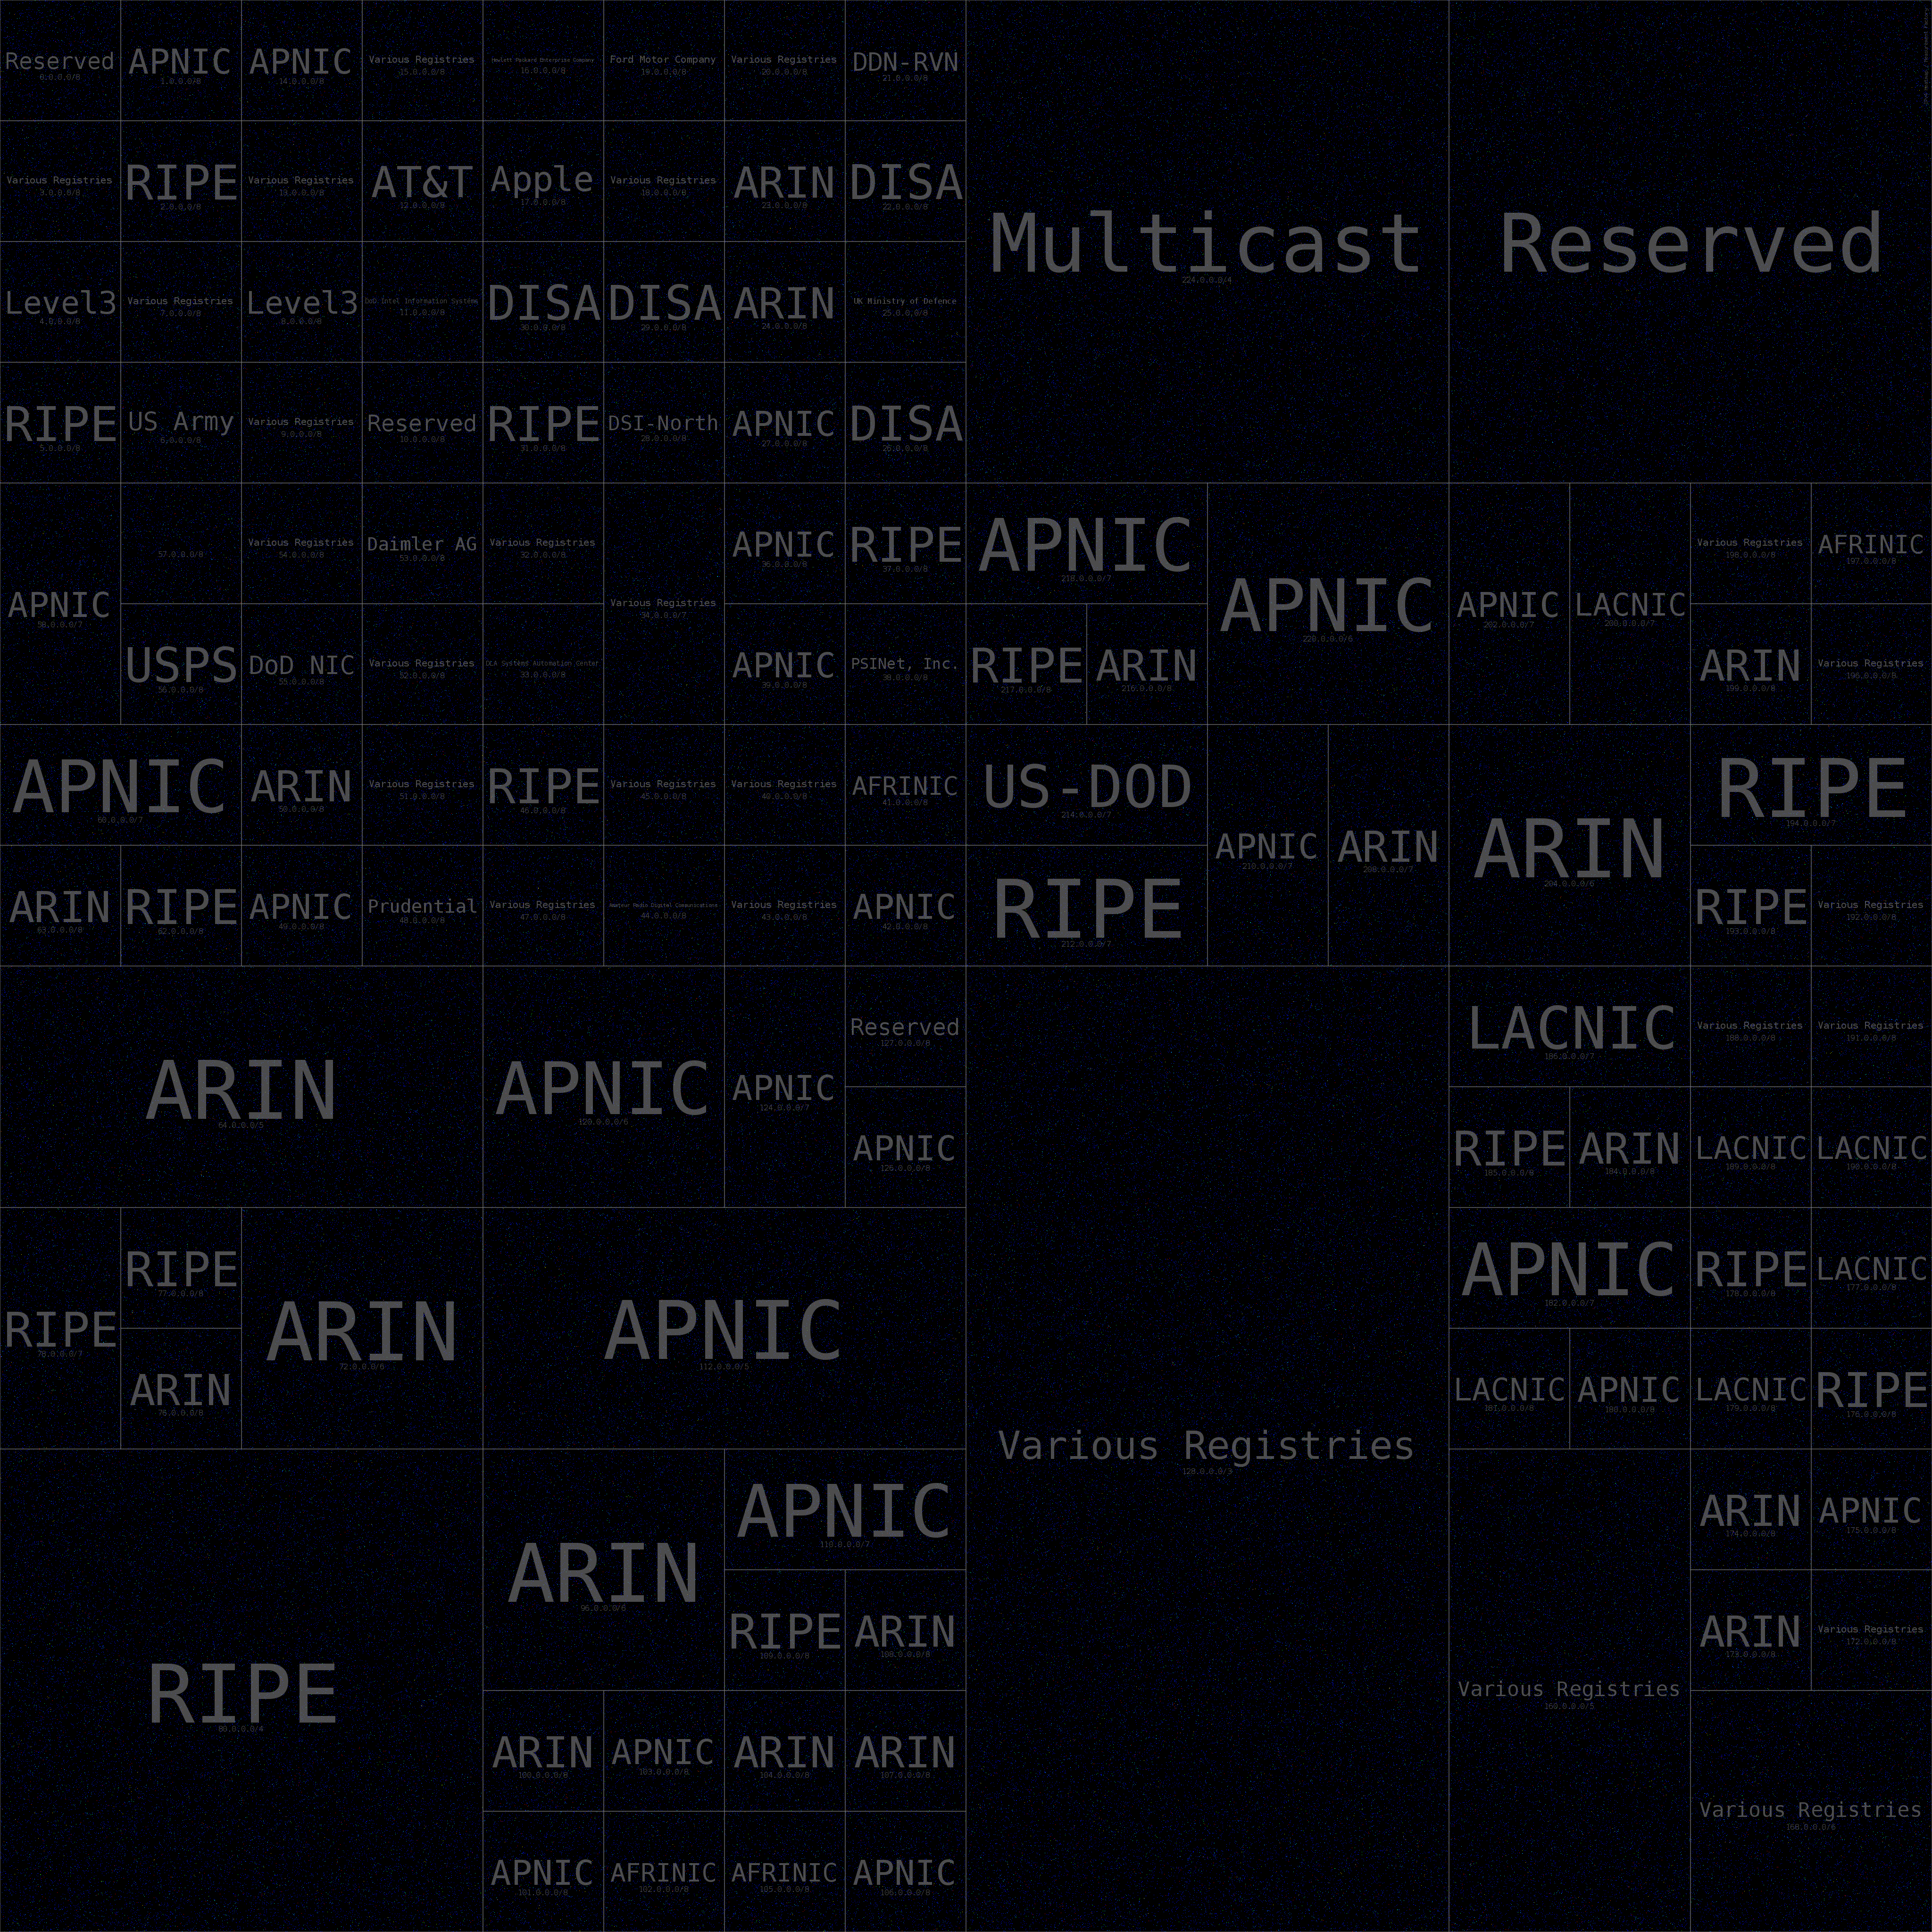 Reserved
0.0.0.0/8
APNIC
1.0.0.0/8
APNIC
14.0.0.0/8
Various Registries
15.0.0.0/8
Hewlett Packard Enterprise Company
16.0.0.0/8
Ford Motor Company
19.0.0.0/8
Various Registries
20.0.0.0/8
DDN-RVN
21.0.0.0/8
Various Registries
3.0.0.0/8
RIPE
2.0.0.0/8
Various Registries
13.0.0.0/8
AT&T
12.0.0.0/8
Apple
17.0.0.0/8
Various Registries
18.0.0.0/8
ARIN
23.0.0.0/8
DISA
22.0.0.0/8
Multicast
224.0.0.0/4
Reserved
Level3
4.0.0.0/8
Various Registries
7.0.0.0/8
Level3
8.0.0.0/8
DoD Intel Information Systems
11.0.0.0/8
DISA
30.0.0.0/8
DISA
29.0.0.0/8
ARIN
24.0.0.0/8
UK Ministry of Defence
25.0.0.0/8
RIPE
5.0.0.0/8
US Army
6.0.0.0/8
Various Registries
9.0.0.0/8
Reserved
10.0.0.0/8
RIPE
31.0.0.0/8
DSI-North
28.0.0.0/8
APNIC
27.0.0.0/8
DISA
26.0.0.0/8
APNIC
58.0.0.0/7
57.0.0.0/8
Various Registries
54.0.0.0/8
Daimler AG
53.0.0.0/8
Various Registries
32.0.0.0/8
Various Registries
34.0.0.0/7
APNIC
36.0.0.0/8
RIPE
37.0.0.0/8
APNIC
218.0.0.0/7
APNIC
220.0.0.0/6
APNIC
202.0.0.0/7
LACNIC
200.0.0.0/7
Various Registries
198.0.0.0/8
AFRINIC
197.0.0.0/8
USPS
56.0.0.0/8
DoD NIC
55.0.0.0/8
Various Registries
52.0.0.0/8
DLA Systems Automation Center
33.0.0.0/8
APNIC
39.0.0.0/8
PSINet, Inc.
38.0.0.0/8
RIPE
217.0.0.0/8
ARIN
216.0.0.0/8
ARIN
199.0.0.0/8
Various Registries
196.0.0.0/8
APNIC
60.0.0.0/7
ARIN
50.0.0.0/8
Various Registries
51.0.0.0/8
RIPE
46.0.0.0/8
Various Registries
45.0.0.0/8
Various Registries
40.0.0.0/8
AFRINIC
41.0.0.0/8
US-DOD
214.0.0.0/7
APNIC
210.0.0.0/7
ARIN
208.0.0.0/7
ARIN
204.0.0.0/6
RIPE
194.0.0.0/7
ARIN
63.0.0.0/8
RIPE
62.0.0.0/8
APNIC
49.0.0.0/8
Prudential
48.0.0.0/8
Various Registries
47.0.0.0/8
Amateur Radio Digital Communications
44.0.0.0/8
Various Registries
43.0.0.0/8
APNIC
42.0.0.0/8
RIPE
212.0.0.0/7
RIPE
193.0.0.0/8
Various Registries
192.0.0.0/8
ARIN
64.0.0.0/5
APNIC
120.0.0.0/6
APNIC
124.0.0.0/7
Reserved
127.0.0.0/8
APNIC
126.0.0.0/8
LACNIC
186.0.0.0/7
Various Registries
188.0.0.0/8
Various Registries
191.0.0.0/8
RIPE
185.0.0.0/8
ARIN
184.0.0.0/8
LACNIC
189.0.0.0/8
LACNIC
190.0.0.0/8
RIPE
78.0.0.0/7
RIPE
77.0.0.0/8
ARIN
76.0.0.0/8
ARIN
72.0.0.0/6
APNIC
112.0.0.0/5
APNIC
182.0.0.0/7
RIPE
178.0.0.0/8
LACNIC
177.0.0.0/8
LACNIC
181.0.0.0/8
APNIC
180.0.0.0/8
LACNIC
179.0.0.0/8
RIPE
176.0.0.0/8
Various Registries
128.0.0.0/3
RIPE
80.0.0.0/4
ARIN
96.0.0.0/6
APNIC
110.0.0.0/7
RIPE
109.0.0.0/8
ARIN
108.0.0.0/8
ARIN
174.0.0.0/8
APNIC
175.0.0.0/8
ARIN
173.0.0.0/8
Various Registries
172.0.0.0/8
Various Registries
160.0.0.0/5
ARIN
100.0.0.0/8
APNIC
103.0.0.0/8
ARIN
104.0.0.0/8
ARIN
107.0.0.0/8
APNIC
101.0.0.0/8
AFRINIC
102.0.0.0/8
AFRINIC
105.0.0.0/8
APNIC
106.0.0.0/8
Various Registries
168.0.0.0/6